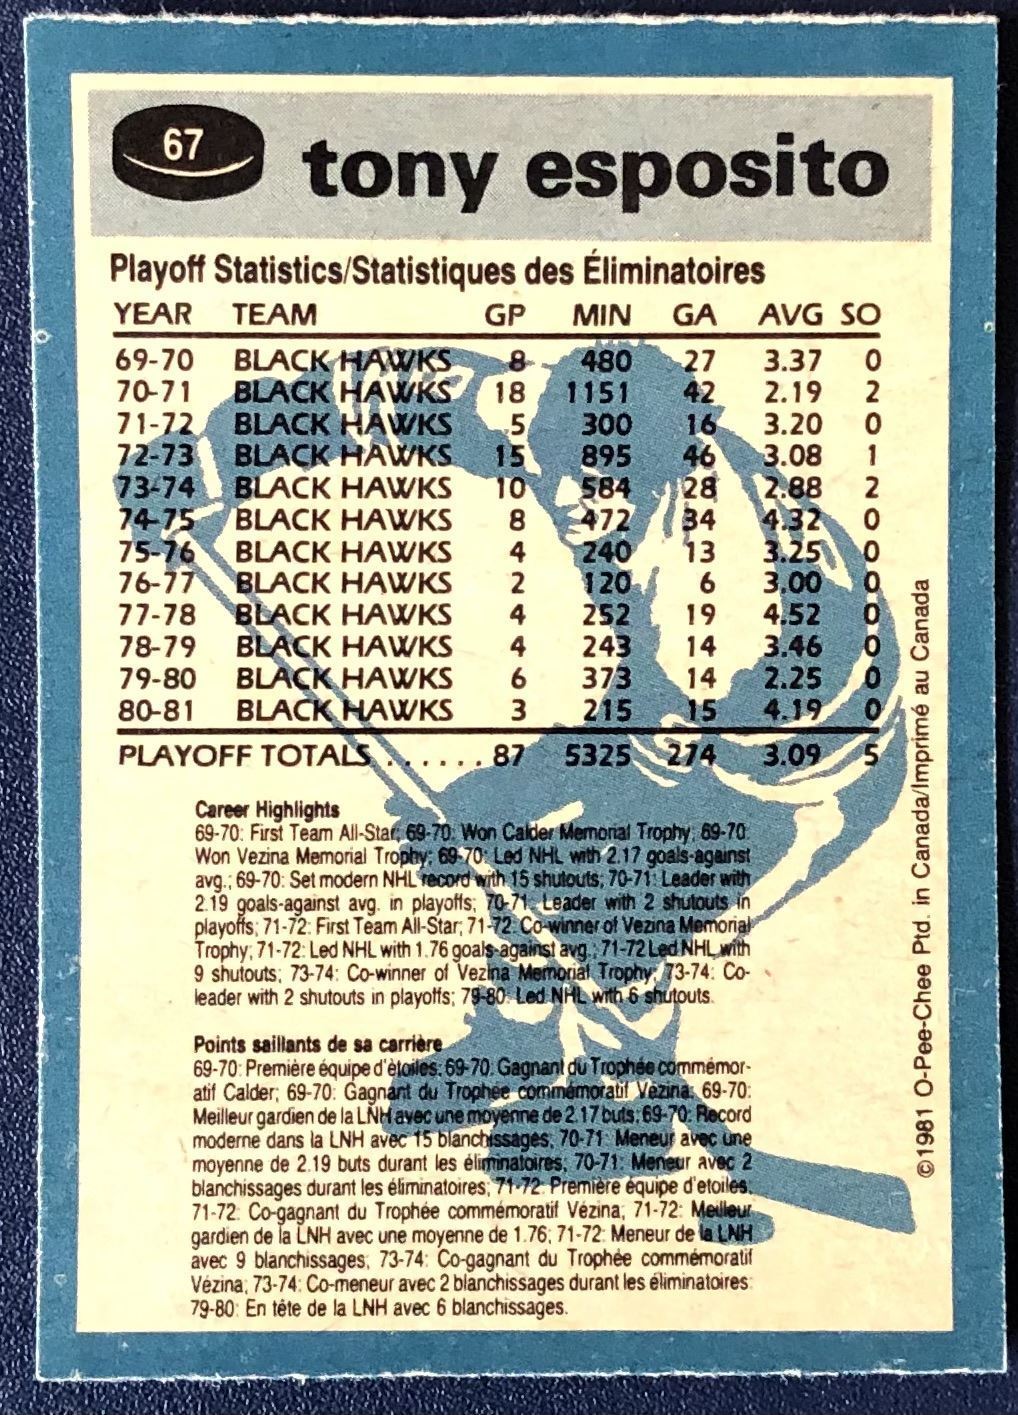 67 tony esposito
Playoff Statistics/Statistiques des Éliminatoires
YEAR TEAM GP MIN GA AVG SO
69-70 BLACK HAWKS 8 480 27 3.37 0
70-71 BLACK HAWKS 18 1151 42 2.19 2
71-72 BLACK HAWKS 5 300 16 3.20 0
72-73 BLACK HAWKS 15 895 46 3.08 1
73-74 BLACK HAWKS 10 584 28 2.88 2
74-75 BLACK HAWKS 8 472 34 4.32 0
75-76 BLACK HAWKS 4 240 13 3.25 0
76-77 BLACK HAWKS 2 120 6 3.00 0
77-78 BLACK HAWKS 4 252 19 4.52 0
78-79 BLACK HAWKS 4 243 14 3.46 0
79-80 BLACK HAWKS 6 373 14 2.25 0
80-81 BLACK HAWKS 3 215 15 4.19 0
PLAYOFF TOTALS ...... 87 5325 274 3.09 5
Career Highlights
69-70: First Team All-Star; 69-70: Won Calder Memorial Trophy; 69-70:
Won Vezina Memorial Trophy; 69-70: Led NHL with 2.17 goals-against
avg.; 69-70: Set modern NHL record with 15 shutouts; 70-71: Leader with
2.19 goals-against avg. in playoffs; 70-71: Leader with 2 shutouts in
playoffs; 71-72: First Team All-Star; 71-72: Co-winner of Vezina Memorial
Trophy; 71-72: Led NHL with 1.76 goals-against avg.; 71-72 Led NHL with
9 shutouts; 73-74: Co-winner of Vezina Memorial Trophy; 73-74: Co-
leader with 2 shutouts in playoffs; 79-80: Led NHL with 6 shutouts.
Points saillants de sa carrière
69-70: Première équipe d'étoiles; 69-70: Gagnant du Trophée commémor-
atif Calder; 69-70: Gagnant du Trophée commémoratif Vézina; 69-70:
Meilleur gardien de la LNH avec une moyenne de 2.17 buts; 69-70: Record
moderne dans la LNH avec 15 blanchissages; 70-71: Meneur avec une
moyenne de 2.19 buts durant les éliminatoires; 70-71: Meneur avec 2
blanchissages durant les éliminatoires; 71-72: Première équipe d'etoiles;
71-72: Co-gagnant du Trophée commémoratif Vézina; 71-72: Meilleur
gardien de la LNH avec une moyenne de 1.76; 71-72: Meneur de la LNH
avec 9 blanchissages; 73-74: Co-gagnant du Trophée commémoratif
Vézina; 73-74: Co-meneur avec 2 blanchissages durant les éliminatoires:
79-80: En tête de la LNH avec 6 blanchissages.
©1981 O-Pee-Chee Ptd. in Canada/Imprimé au Canada